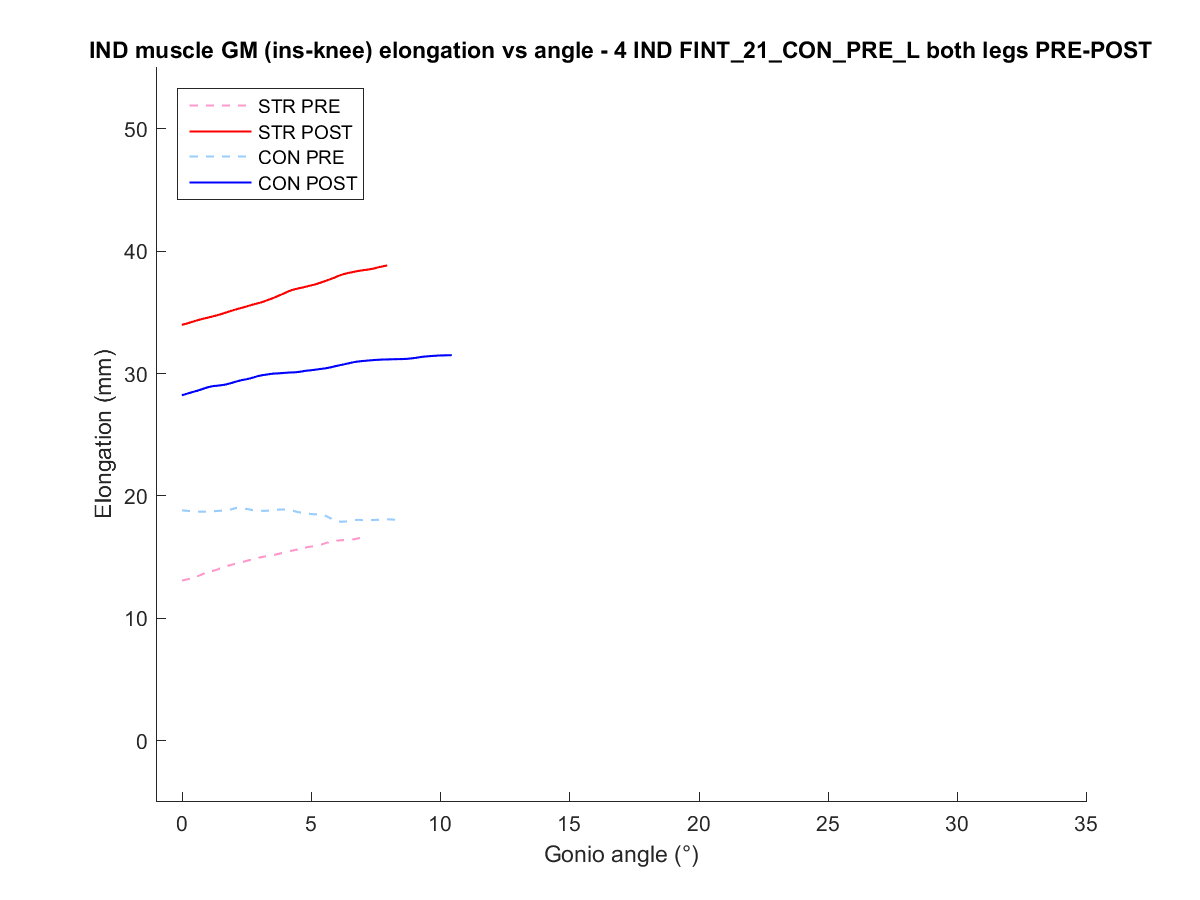 IND muscle GM (ins-knee) elongation vs angle - 4 IND FINT_21_CON_PRE_L both legs PRE-POST
STR PRE
STR POST
CON PRE
CON POST
50
40
30
20
10
0
Elongation (mm)
0 5 10 15 20 25 30 35
Gonio angle (°)